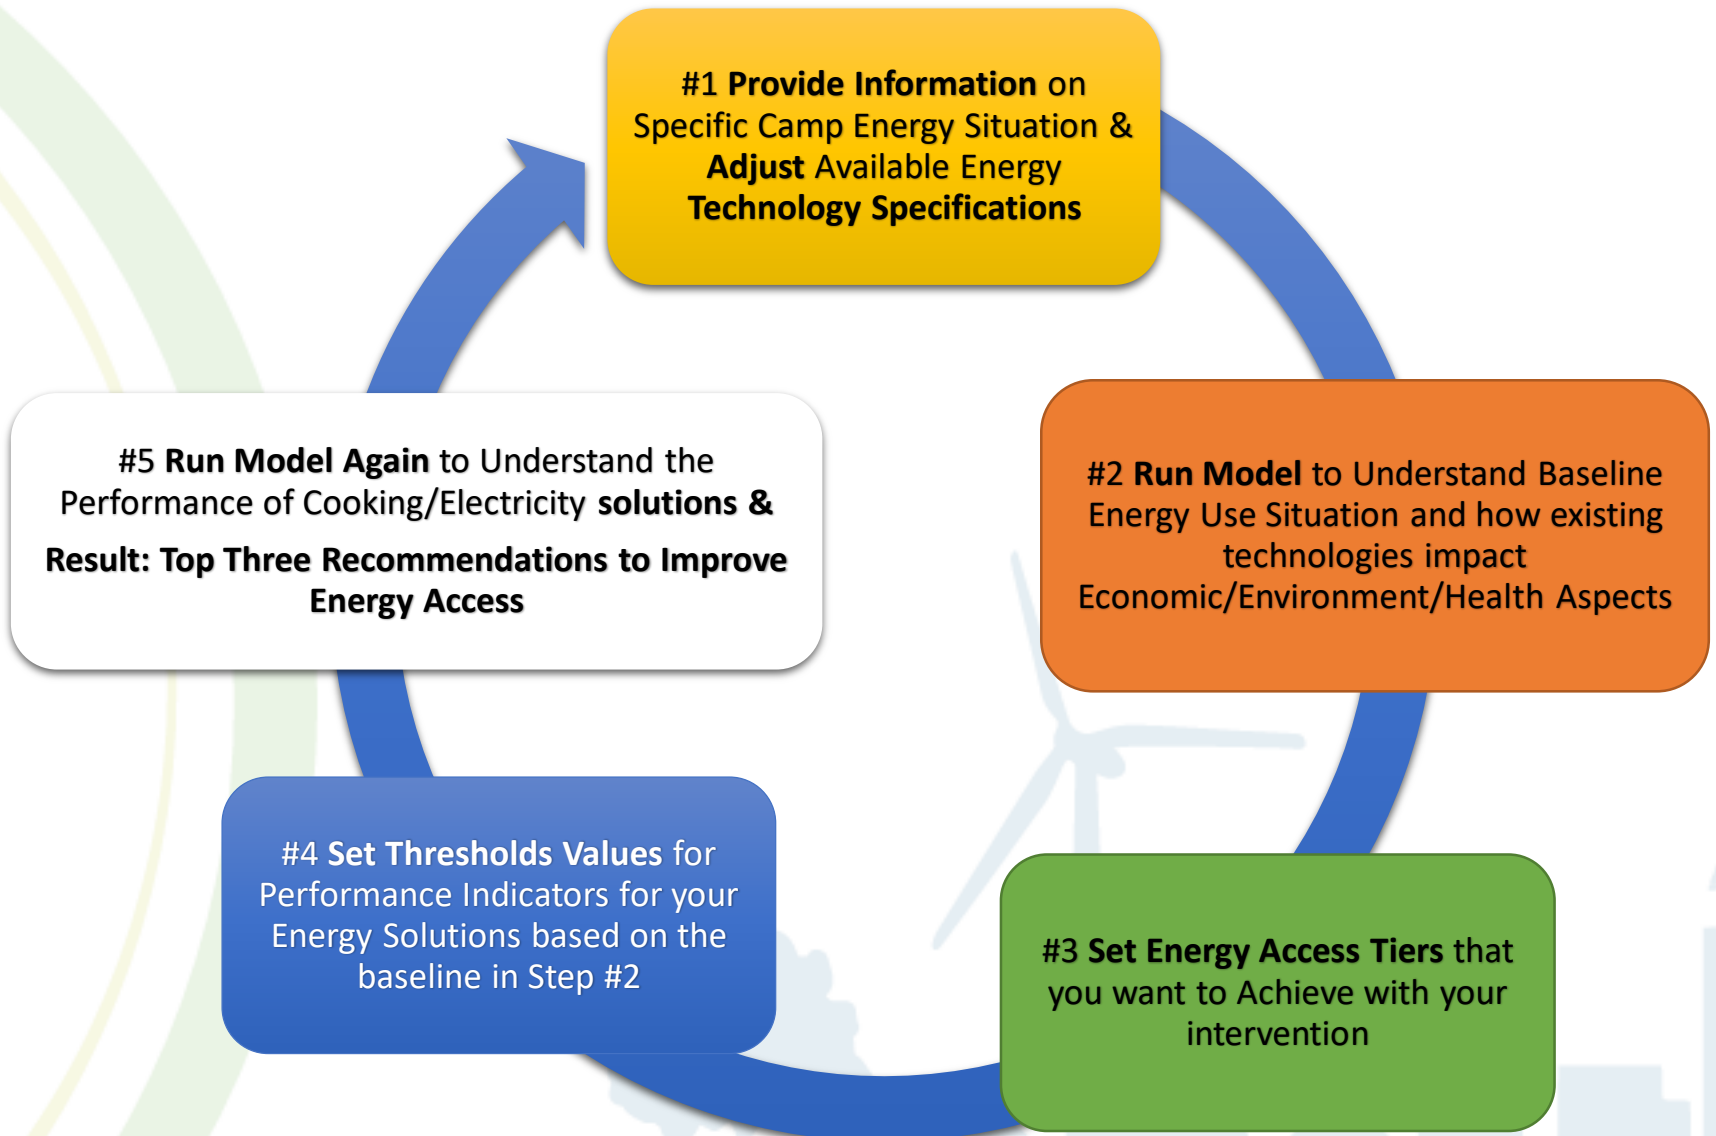 #1 Provide Information on
Specific Camp Energy Situation &
Adjust Available Energy
Technology Specifications
#2 Run Model to Understand Baseline
Energy Use Situation and how existing
technologies impact
Economic/Environment/Health Aspects
#3 Set Energy Access Tiers that
you want to Achieve with your
intervention
#4 Set Thresholds Values for
Performance Indicators for your
Energy Solutions based on the
baseline in Step #2
#5 Run Model Again to Understand the
Performance of Cooking/Electricity solutions &
Result: Top Three Recommendations to Improve
Energy Access